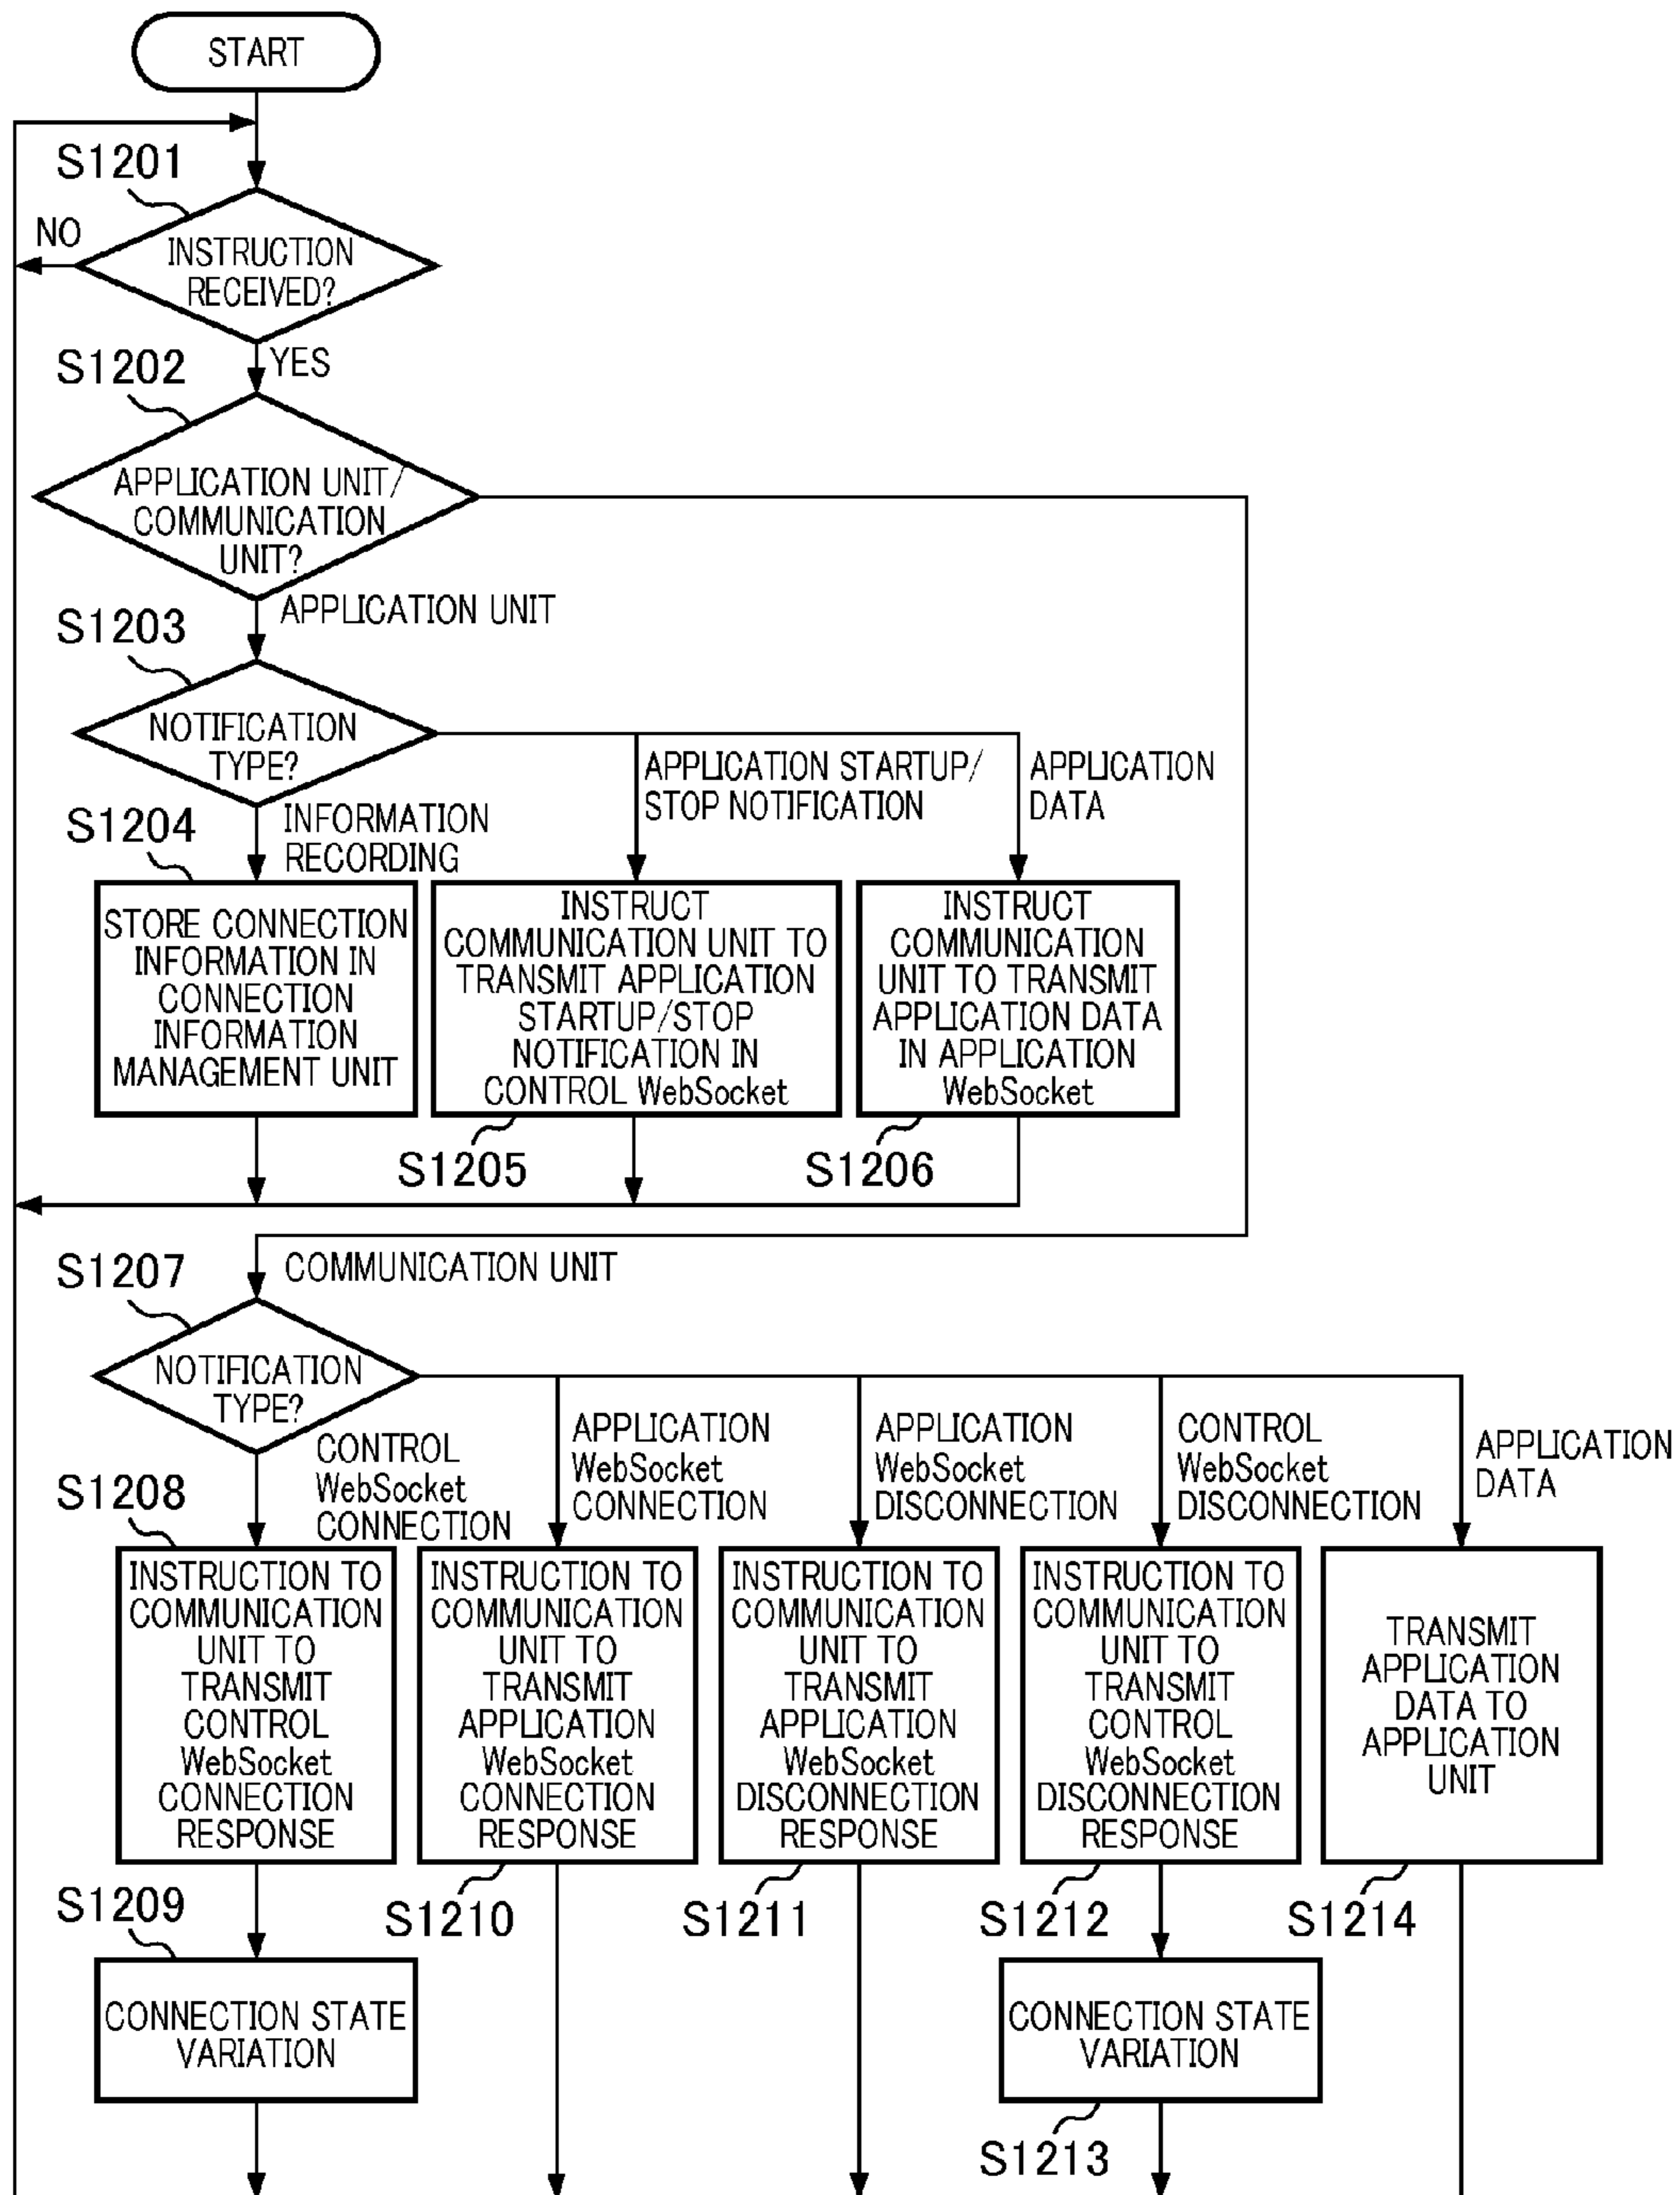 START
S1201
NO
INSTRUCTION
RECEIVED?
YES
S1202
APPLICATION UNIT/
COMMUNICATION
UNIT?
APPLICATION UNIT
S1203
NOTIFICATION
TYPE?
APPLICATION STARTUP/
STOP NOTIFICATION
APPLICATION
DATA
S1204
INFORMATION
RECORDING
STORE CONNECTION
INFORMATION IN
CONNECTION
INFORMATION
MANAGEMENT UNIT
INSTRUCT
COMMUNICATION UNIT TO
TRANSMIT APPLICATION
STARTUP/STOP
NOTIFICATION IN
CONTROL WebSocket
INSTRUCT
COMMUNICATION
UNIT TO TRANSMIT
APPLICATION DATA
IN APPLICATION
WebSocket
S1205
S1206
S1207
COMMUNICATION UNIT
NOTIFICATION
TYPE?
S1208
CONTROL
WebSocket
CONNECTION
APPLICATION
WebSocket
CONNECTION
APPLICATION
WebSocket
DISCONNECTION
CONTROL
WebSocket
DISCONNECTION
APPLICATION
DATA
INSTRUCTION TO
COMMUNICATION
UNIT TO
TRANSMIT
CONTROL
WebSocket
CONNECTION
RESPONSE
INSTRUCTION TO
COMMUNICATION
UNIT TO
TRANSMIT
APPLICATION
WebSocket
CONNECTION
RESPONSE
INSTRUCTION TO
COMMUNICATION
UNIT TO
TRANSMIT
APPLICATION
WebSocket
DISCONNECTION
RESPONSE
INSTRUCTION TO
COMMUNICATION
UNIT TO
TRANSMIT
CONTROL
WebSocket
DISCONNECTION
RESPONSE
TRANSMIT
APPLICATION
DATA TO
APPLICATION
UNIT
S1209
S1210
S1211
S1212
S1214
CONNECTION STATE
VARIATION
CONNECTION STATE
VARIATION
S1213